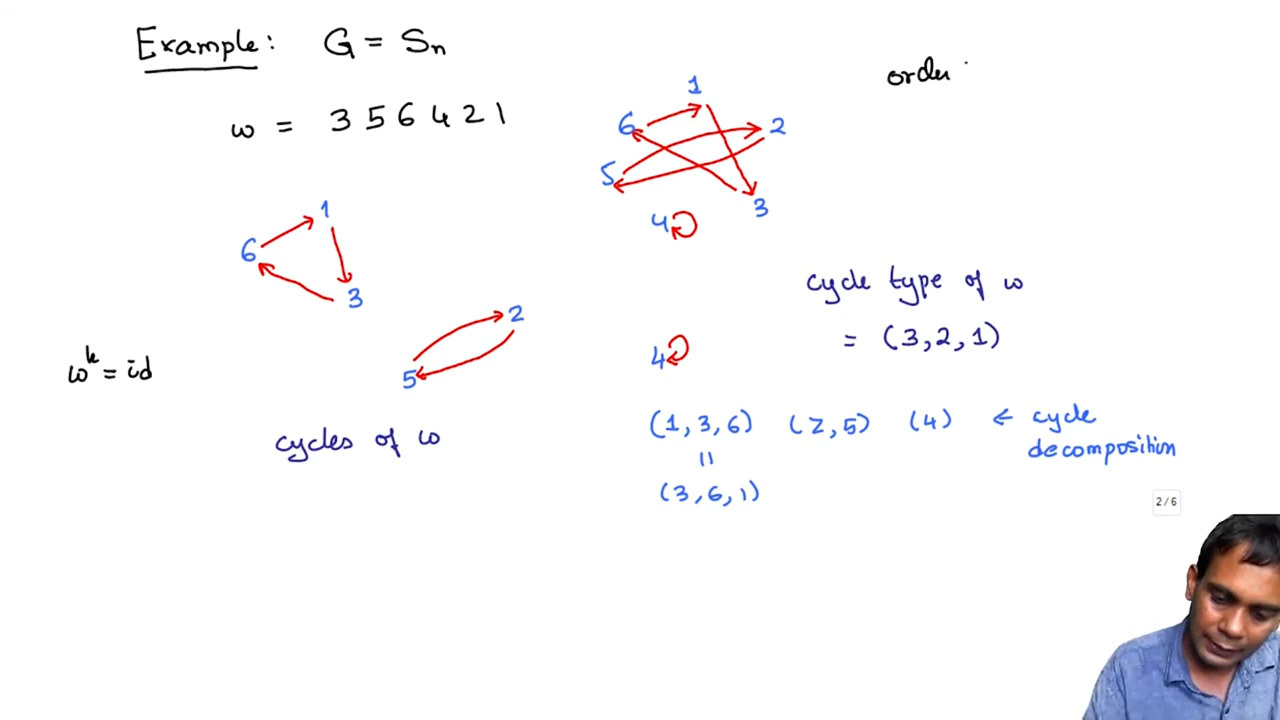 Example: G = Sn
order
w = 3 5 6 4 2 1
1
6
2
5
3
4
1
6
3
cycle type of w
= (3,2,1)
2
5
4
w^k = id
cycles of w
(1,3,6) (2,5) (4) ← cycle decomposition
||
(3,6,1)
2/6